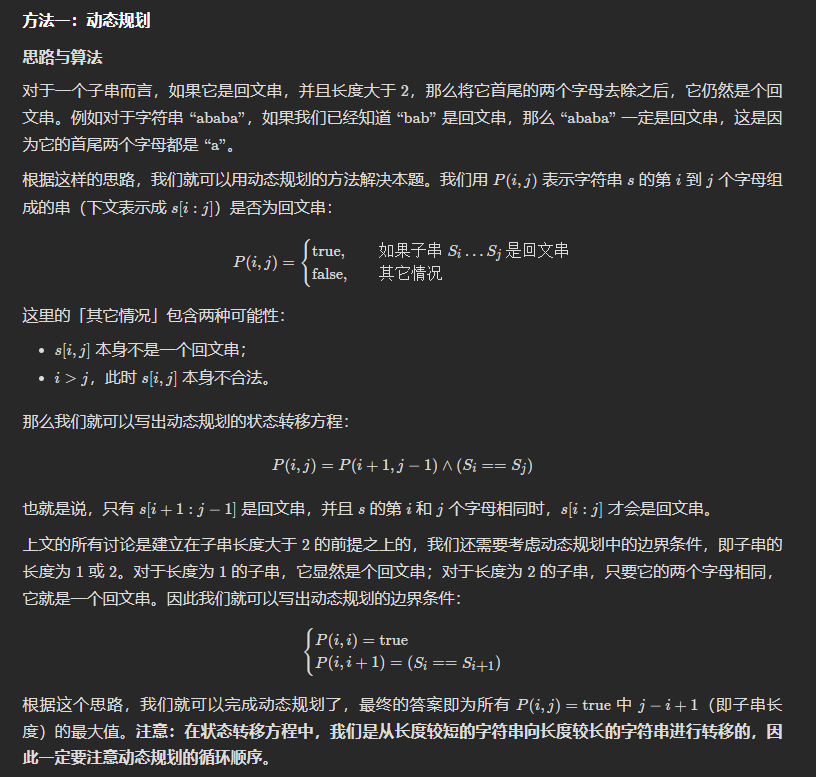 方法一：动态规划
思路与算法
对于一个子串而言，如果它是回文串，并且长度大于 2，那么将它首尾的两个字母去除之后，它仍然是个回
文串。例如对于字符串 “ababa”，如果我们已经知道 “bab” 是回文串，那么 “ababa” 一定是回文串，这是因
为它的首尾两个字母都是 “a”。
根据这样的思路，我们就可以用动态规划的方法解决本题。我们用 P(i, j) 表示字符串 s 的第 i 到 j 个字母组
成的串（下文表示成 s[i : j]）是否为回文串：
P(i, j) = { true, 如果子串 S_i … S_j 是回文串
false, 其它情况
这里的「其它情况」包含两种可能性：
• s[i, j] 本身不是一个回文串；
• i > j，此时 s[i, j] 本身不合法。
那么我们就可以写出动态规划的状态转移方程：
P(i, j) = P(i + 1, j − 1) ∧ (S_i == S_j)
也就是说，只有 s[i + 1 : j − 1] 是回文串，并且 s 的第 i 和 j 个字母相同时，s[i : j] 才会是回文串。
上文的所有讨论是建立在子串长度大于 2 的前提之上的，我们还需要考虑动态规划中的边界条件，即子串的
长度为 1 或 2。对于长度为 1 的子串，它显然是个回文串；对于长度为 2 的子串，只要它的两个字母相同，
它就是一个回文串。因此我们就可以写出动态规划的边界条件：
{ P(i, i) = true
P(i, i + 1) = (S_i == S_{i+1})
根据这个思路，我们就可以完成动态规划了，最终的答案即为所有 P(i, j) = true 中 j − i + 1（即子串长
度）的最大值。注意：在状态转移方程中，我们是从长度较短的字符串向长度较长的字符串进行转移的，因
此一定要注意动态规划的循环顺序。